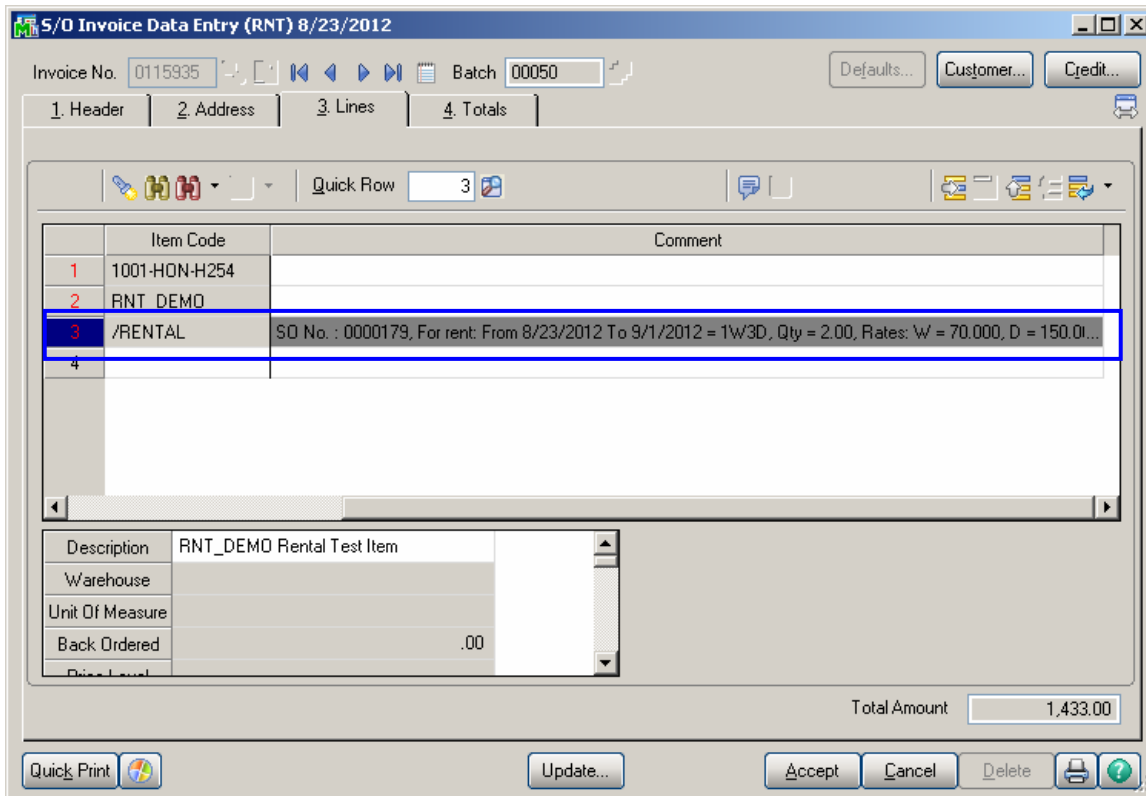 S/O Invoice Data Entry (RNT) 8/23/2012
Invoice No. 0115935 Batch 00050 Defaults... Customer... Credit...
1. Header 2. Address 3. Lines 4. Totals
Quick Row 3
Item Code Comment
1 1001-HON-H254
2 RNT_DEMO
3 /RENTAL SO No. : 0000179, For rent: From 8/23/2012 To 9/1/2012 = 1W3D, Qty = 2.00, Rates: W = 70.000, D = 150.0(...
4
Description RNT_DEMO Rental Test Item
Warehouse
Unit Of Measure
Back Ordered .00
Total Amount 1,433.00
Quick Print Update... Accept Cancel Delete